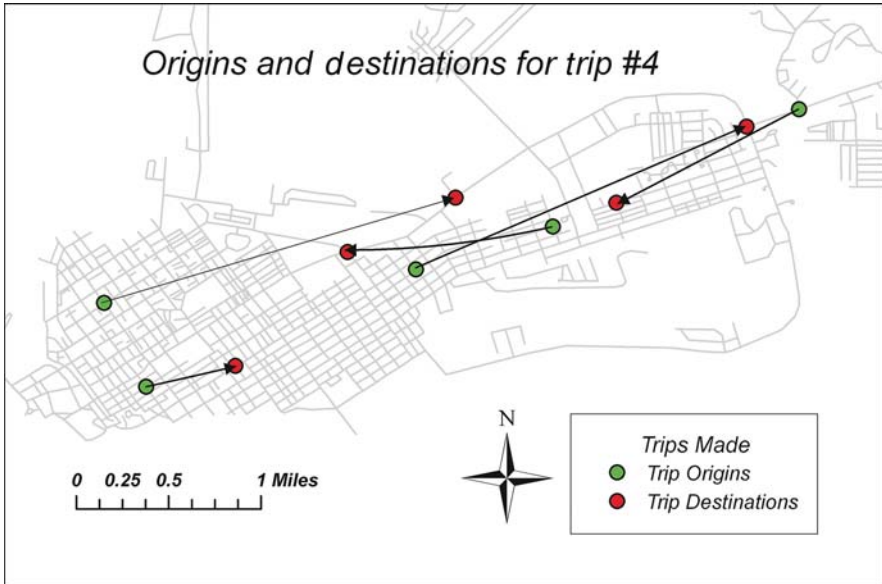 Origins and destinations for trip #4
N
Trips Made
Trip Origins
Trip Destinations
0 0.25 0.5 1 Miles